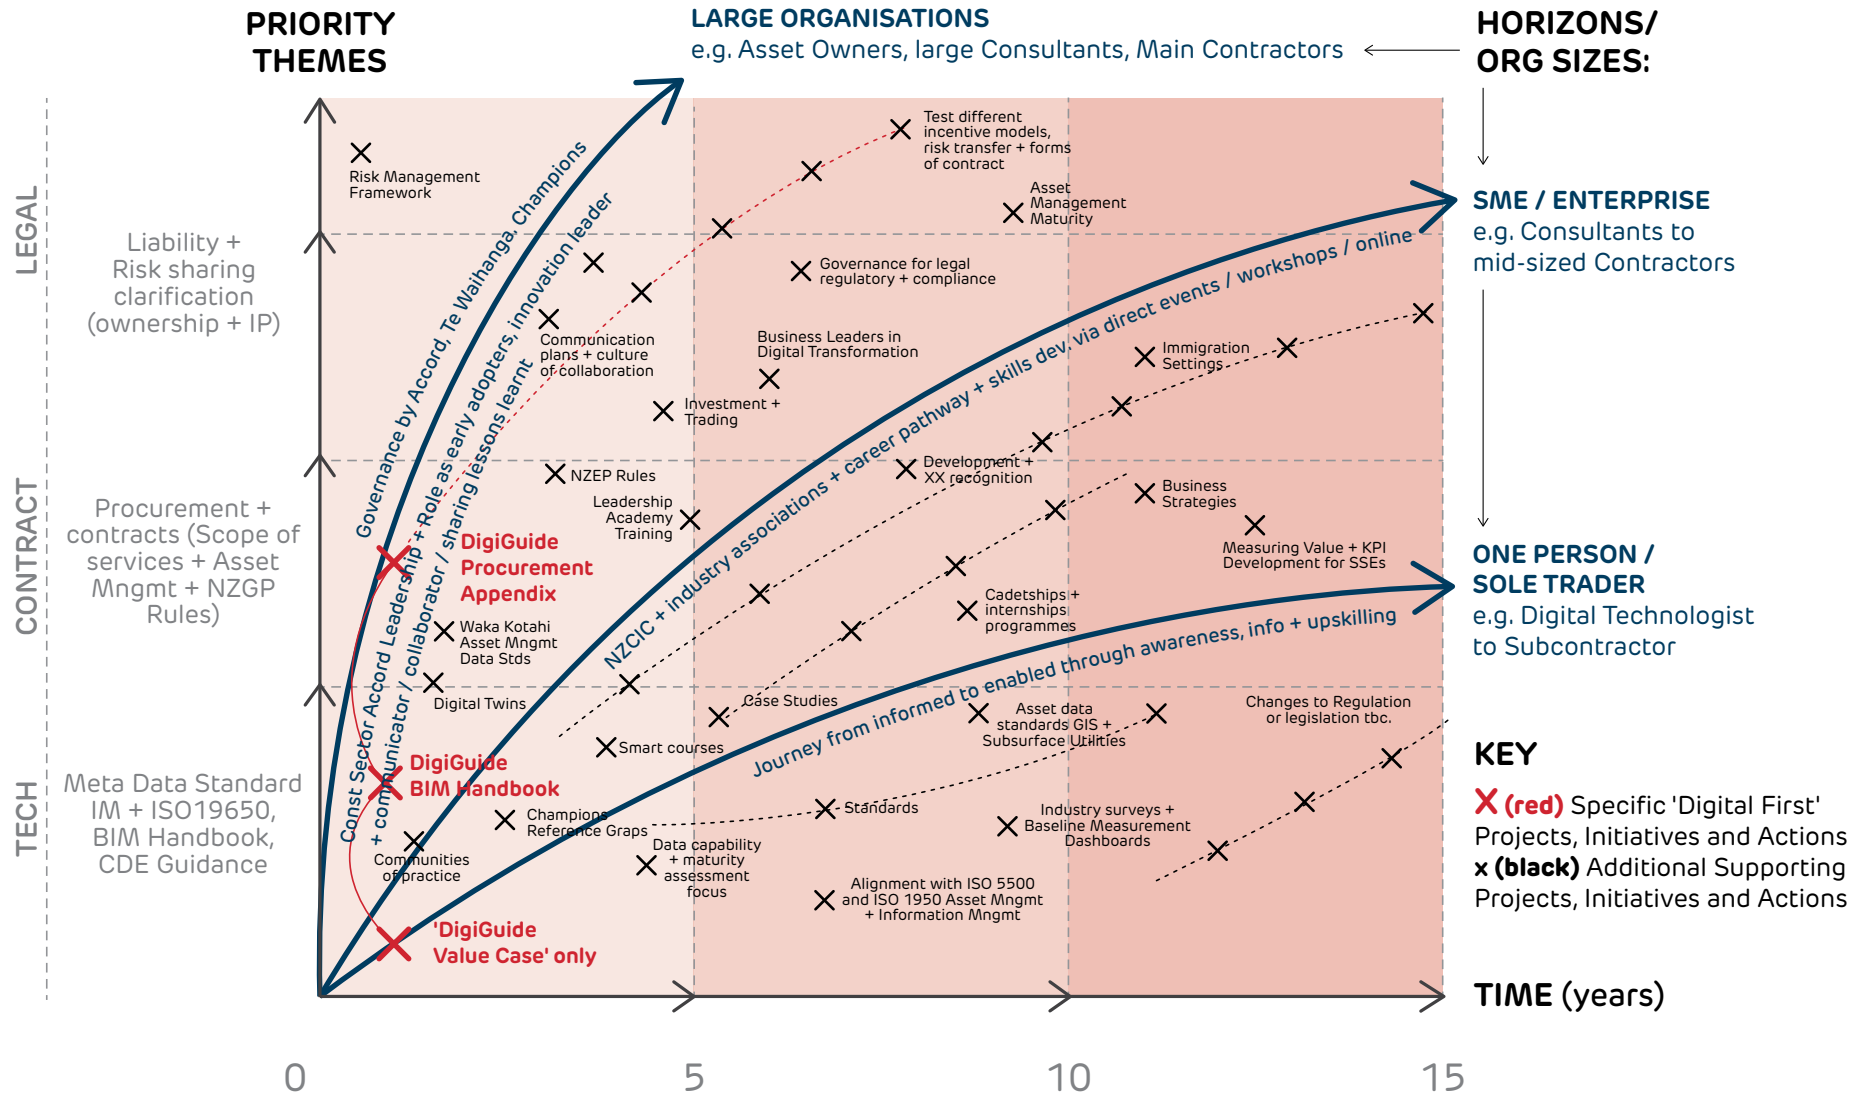 PRIORITY
THEMES
LARGE ORGANISATIONS
e.g. Asset Owners, large Consultants, Main Contractors
HORIZONS/
ORG SIZES:
LEGAL
CONTRACT
TECH
Liability +
Risk sharing
clarification
(ownership + IP)
Procurement +
contracts (Scope of
services + Asset
Mngmt + NZGP
Rules)
Meta Data Standard
IM + ISO19650,
BIM Handbook,
CDE Guidance
Risk Management
Framework
Governance by Accord, Te Waihanga, Champions
Const Sector Accord Leadership + Role as early adopters, innovation leader
+ communicator / collaborator / sharing lessons learnt
Test different
incentive models,
risk transfer + forms
of contract
Asset
Management
Maturity
Governance for legal
regulatory + compliance
Communication
plans + culture
of collaboration
Business Leaders in
Digital Transformation
Investment +
Trading
Immigration
Settings
NZCIC + industry associations + career pathway + skills dev. via direct events / workshops / online
NZEP Rules
Leadership
Academy
Training
Development +
XX recognition
Business
Strategies
Measuring Value + KPI
Development for SSEs
DigiGuide
Procurement
Appendix
Waka Kotahi
Asset Mngmt
Data Stds
Digital Twins
Cadetships +
internships
programmes
Journey from informed to enabled through awareness, info + upskilling
Case Studies
Smart courses
Asset data
standards GIS +
Subsurface Utilities
Changes to Regulation
or legislation tbc.
DigiGuide
BIM Handbook
Champions
Reference Graps
Communities
of practice
Data capability
+ maturity
assessment
focus
Standards
Industry surveys +
Baseline Measurement
Dashboards
Alignment with ISO 5500
and ISO 1950 Asset Mngmt
+ Information Mngmt
'DigiGuide
Value Case' only
SME / ENTERPRISE
e.g. Consultants to
mid-sized Contractors
ONE PERSON /
SOLE TRADER
e.g. Digital Technologist
to Subcontractor
KEY
X (red) Specific 'Digital First'
Projects, Initiatives and Actions
x (black) Additional Supporting
Projects, Initiatives and Actions
TIME (years)
0
5
10
15